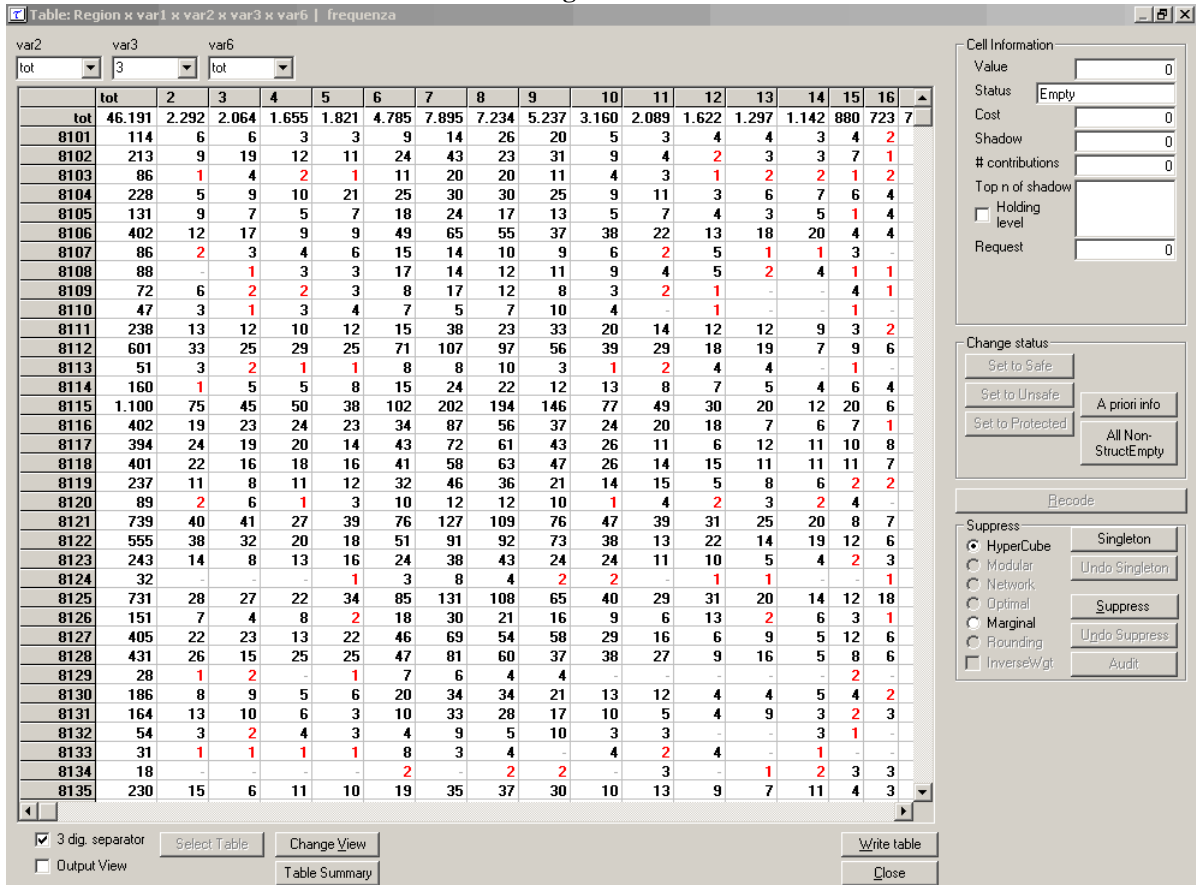 Table: Region x var1 x var2 x var3 x var6 | frequenza
var2 var3 var6
tot 3 tot
tot 2 3 4 5 6 7 8 9 10 11 12 13 14 15 16
tot 46.191 2.292 2.064 1.655 1.821 4.785 7.895 7.234 5.237 3.160 2.089 1.622 1.297 1.142 880 723 7
8101 114 6 6 3 3 9 14 26 20 5 3 4 4 3 4 2
8102 213 9 19 12 11 24 43 23 31 9 4 2 3 3 7 1
8103 86 1 4 2 1 11 20 20 11 4 3 1 2 2 1 2
8104 228 5 9 10 21 25 30 30 25 9 11 3 6 7 6 4
8105 131 9 7 5 7 18 24 17 13 5 7 4 3 5 1 4
8106 402 12 17 9 9 49 65 55 37 38 22 13 18 20 4 4
8107 86 2 3 4 6 15 14 10 9 6 2 5 1 1 3 -
8108 88 - 1 3 3 17 14 12 11 9 4 5 2 4 1 1
8109 72 6 2 2 3 8 17 12 8 3 2 1 - - 4 1
8110 47 3 1 3 4 7 5 7 10 4 - 1 - - 1 -
8111 238 13 12 10 12 15 38 23 33 20 14 12 12 9 3 2
8112 601 33 25 29 25 71 107 97 56 39 29 18 19 7 9 6
8113 51 3 2 1 1 8 8 10 3 1 2 4 4 - 1 -
8114 160 1 5 5 8 15 24 22 12 13 8 7 5 4 6 4
8115 1.100 75 45 50 38 102 202 194 146 77 49 30 20 12 20 6
8116 402 19 23 24 23 34 87 56 37 24 20 18 7 6 7 1
8117 394 24 19 20 14 43 72 61 43 26 11 6 12 11 10 8
8118 401 22 16 18 16 41 58 63 47 26 14 15 11 11 11 7
8119 237 11 8 11 12 32 46 36 21 14 15 5 8 6 2 2
8120 89 2 6 1 3 10 12 12 10 1 4 2 3 2 4 -
8121 739 40 41 27 39 76 127 109 76 47 39 31 25 20 8 7
8122 555 38 32 20 18 51 91 92 73 38 13 22 14 19 12 6
8123 243 14 8 13 16 24 38 43 24 24 11 10 5 4 2 3
8124 32 - - - 1 3 8 4 2 2 - 1 1 - - 1
8125 731 28 27 22 34 85 131 108 65 40 29 31 20 14 12 18
8126 151 7 4 8 2 18 30 21 16 9 6 13 2 6 3 1
8127 405 22 23 13 22 46 69 54 58 29 16 6 9 5 12 6
8128 431 26 15 25 25 47 81 60 37 38 27 9 16 5 8 6
8129 28 1 2 - 1 7 6 4 4 - - - - - 2 -
8130 186 8 9 5 6 20 34 34 21 13 12 4 4 5 4 2
8131 164 13 10 6 3 10 33 28 17 10 5 4 9 3 2 3
8132 54 3 2 4 3 4 9 5 10 3 3 - - 3 1 -
8133 31 1 1 1 1 8 3 4 - 4 2 4 - 1 - -
8134 18 - - - - 2 - 2 2 - 3 - 1 2 3 3
8135 230 15 6 11 10 19 35 37 30 10 13 9 7 11 4 3
3 dig. separator
Output View
Select Table
Change View
Table Summary
Write table
Close
Cell Information
Value 0
Status Empty
Cost 0
Shadow 0
# contributions 0
Top n of shadow
Holding
level
Request 0
Change status
Set to Safe
Set to Unsafe
Set to Protected
A priori info
All Non-
StructEmpty
Recode
Suppress
HyperCube
Modular
Network
Optimal
Marginal
Rounding
InverseWgt
Singleton
Undo Singleton
Suppress
Undo Suppress
Audit